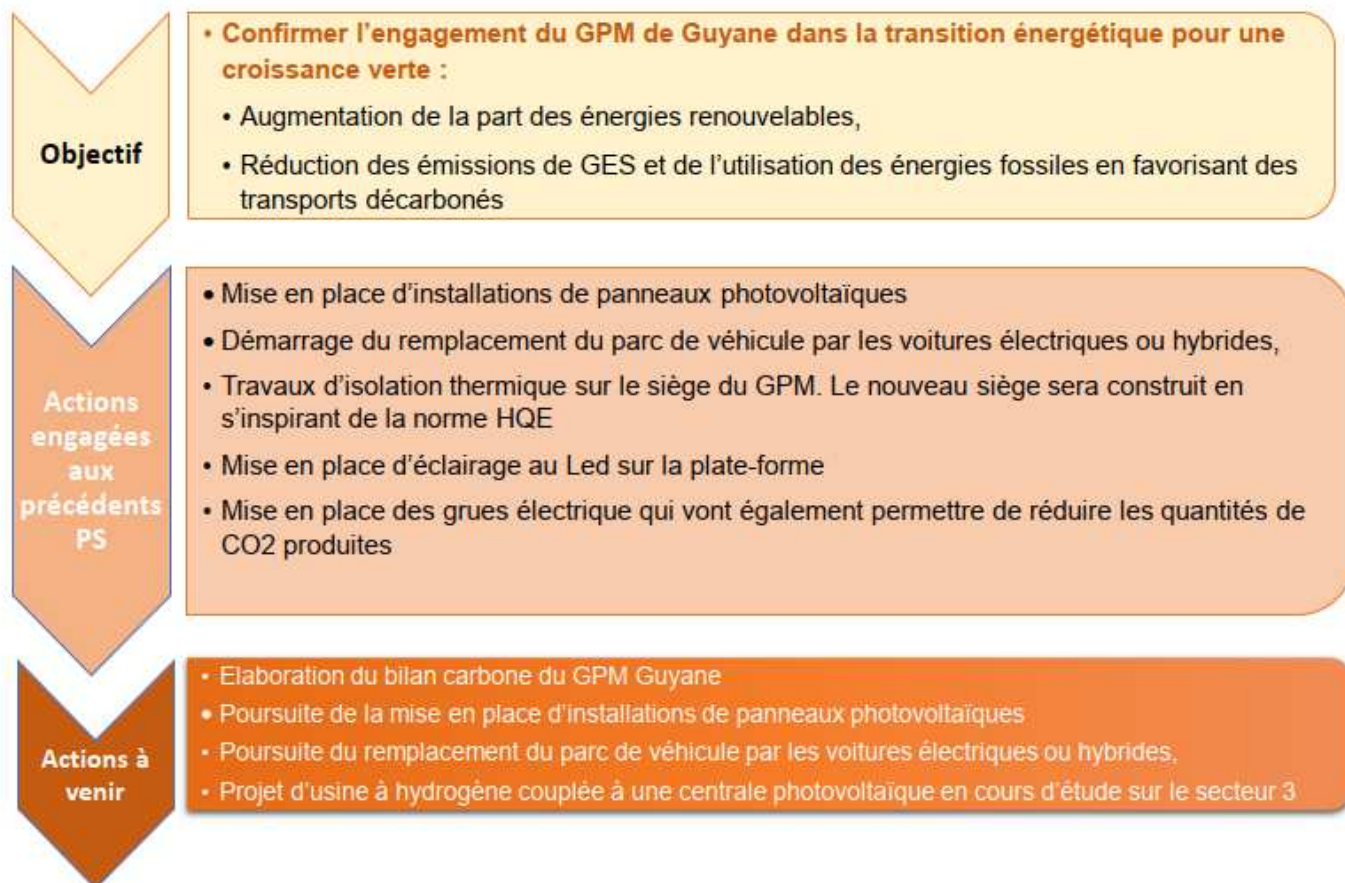 Objectif
• Confirmer l'engagement du GPM de Guyane dans la transition énergétique pour une
croissance verte :
• Augmentation de la part des énergies renouvelables,
• Réduction des émissions de GES et de l'utilisation des énergies fossiles en favorisant des
transports décarbonés
Actions
engagées
aux
précédents
PS
• Mise en place d'installations de panneaux photovoltaïques
• Démarrage du remplacement du parc de véhicule par les voitures électriques ou hybrides,
• Travaux d'isolation thermique sur le siège du GPM. Le nouveau siège sera construit en
s'inspirant de la norme HQE
• Mise en place d'éclairage au Led sur la plate-forme
• Mise en place des grues électrique qui vont également permettre de réduire les quantités de
CO2 produites
Actions à
venir
• Elaboration du bilan carbone du GPM Guyane
• Poursuite de la mise en place d'installations de panneaux photovoltaïques
• Poursuite du remplacement du parc de véhicule par les voitures électriques ou hybrides,
• Projet d'usine à hydrogène couplée à une centrale photovoltaïque en cours d'étude sur le secteur 3